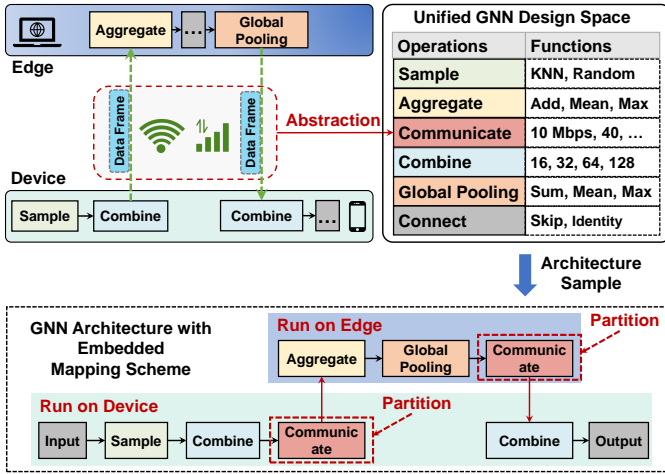 Aggregate
...
Global
Pooling
Edge
Data Frame
Data Frame
Abstraction
Device
Sample
Combine
Combine
...
Unified GNN Design Space
Operations Functions
Sample KNN, Random
Aggregate Add, Mean, Max
Communicate 10 Mbps, 40, ...
Combine 16, 32, 64, 128
Global Pooling Sum, Mean, Max
Connect Skip, Identity
Architecture
Sample
GNN Architecture with
Embedded
Mapping Scheme
Run on Edge
Partition
Aggregate
Global
Pooling
Communic
ate
Run on Device
Partition
Input
Sample
Combine
Communic
ate
Combine
Output